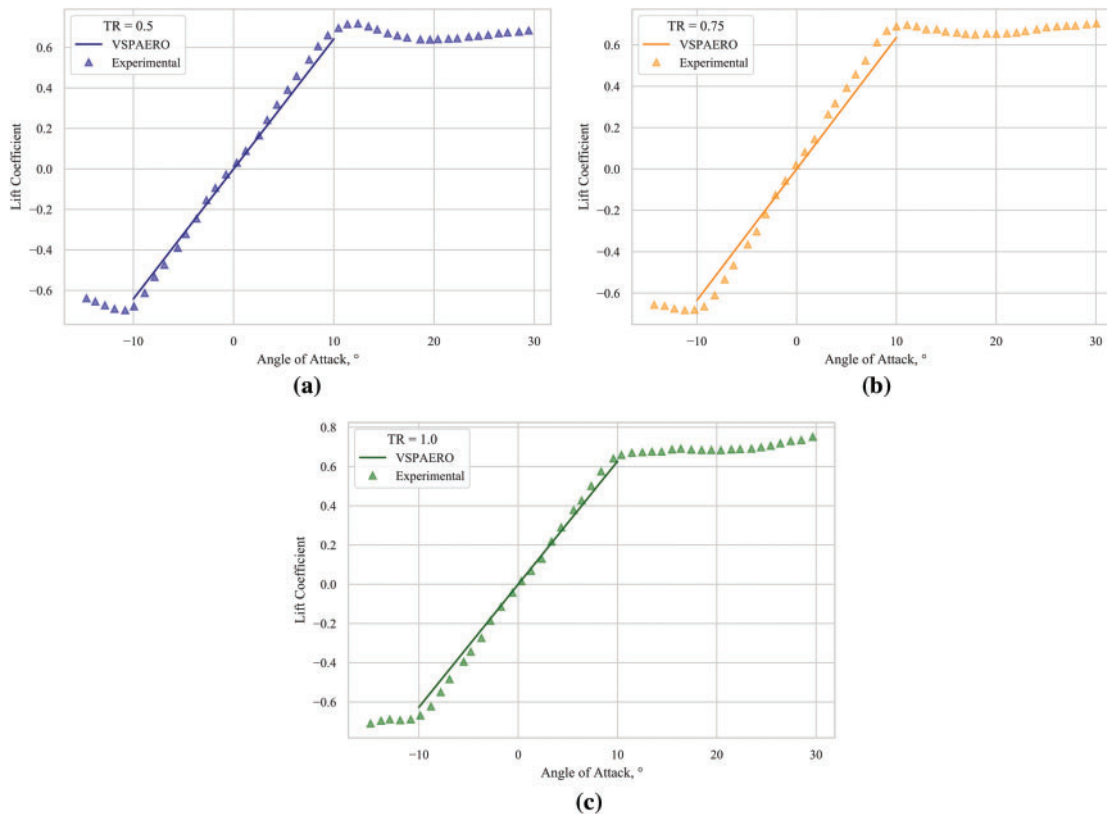 TR = 0.5
VSPAERO
Experimental
Lift Coefficient
0.6
0.4
0.2
0.0
−0.2
−0.4
−0.6
−10
0
10
20
30
Angle of Attack, °
(a)
TR = 0.75
VSPAERO
Experimental
Lift Coefficient
0.6
0.4
0.2
0.0
−0.2
−0.4
−0.6
−10
0
10
20
30
Angle of Attack, °
(b)
TR = 1.0
VSPAERO
Experimental
Lift Coefficient
0.8
0.6
0.4
0.2
0.0
−0.2
−0.4
−0.6
−10
0
10
20
30
Angle of Attack, °
(c)